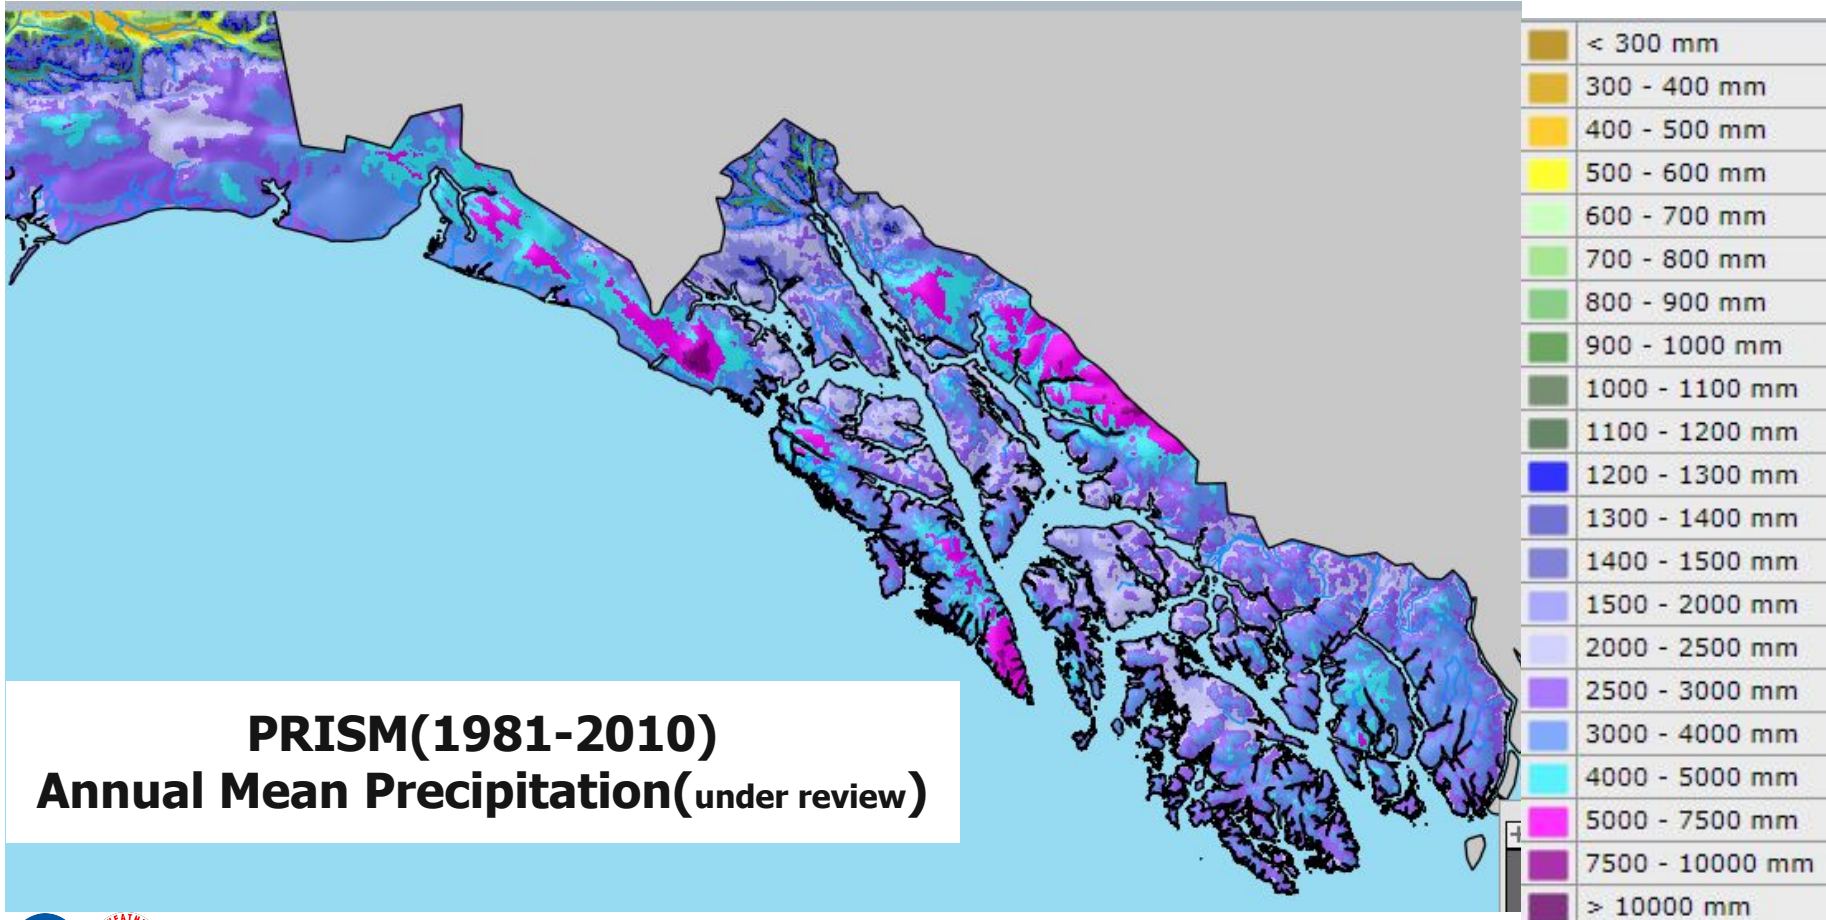 PRISM(1981-2010)
Annual Mean Precipitation(under review)
< 300 mm
300 - 400 mm
400 - 500 mm
500 - 600 mm
600 - 700 mm
700 - 800 mm
800 - 900 mm
900 - 1000 mm
1000 - 1100 mm
1100 - 1200 mm
1200 - 1300 mm
1300 - 1400 mm
1400 - 1500 mm
1500 - 2000 mm
2000 - 2500 mm
2500 - 3000 mm
3000 - 4000 mm
4000 - 5000 mm
5000 - 7500 mm
7500 - 10000 mm
> 10000 mm